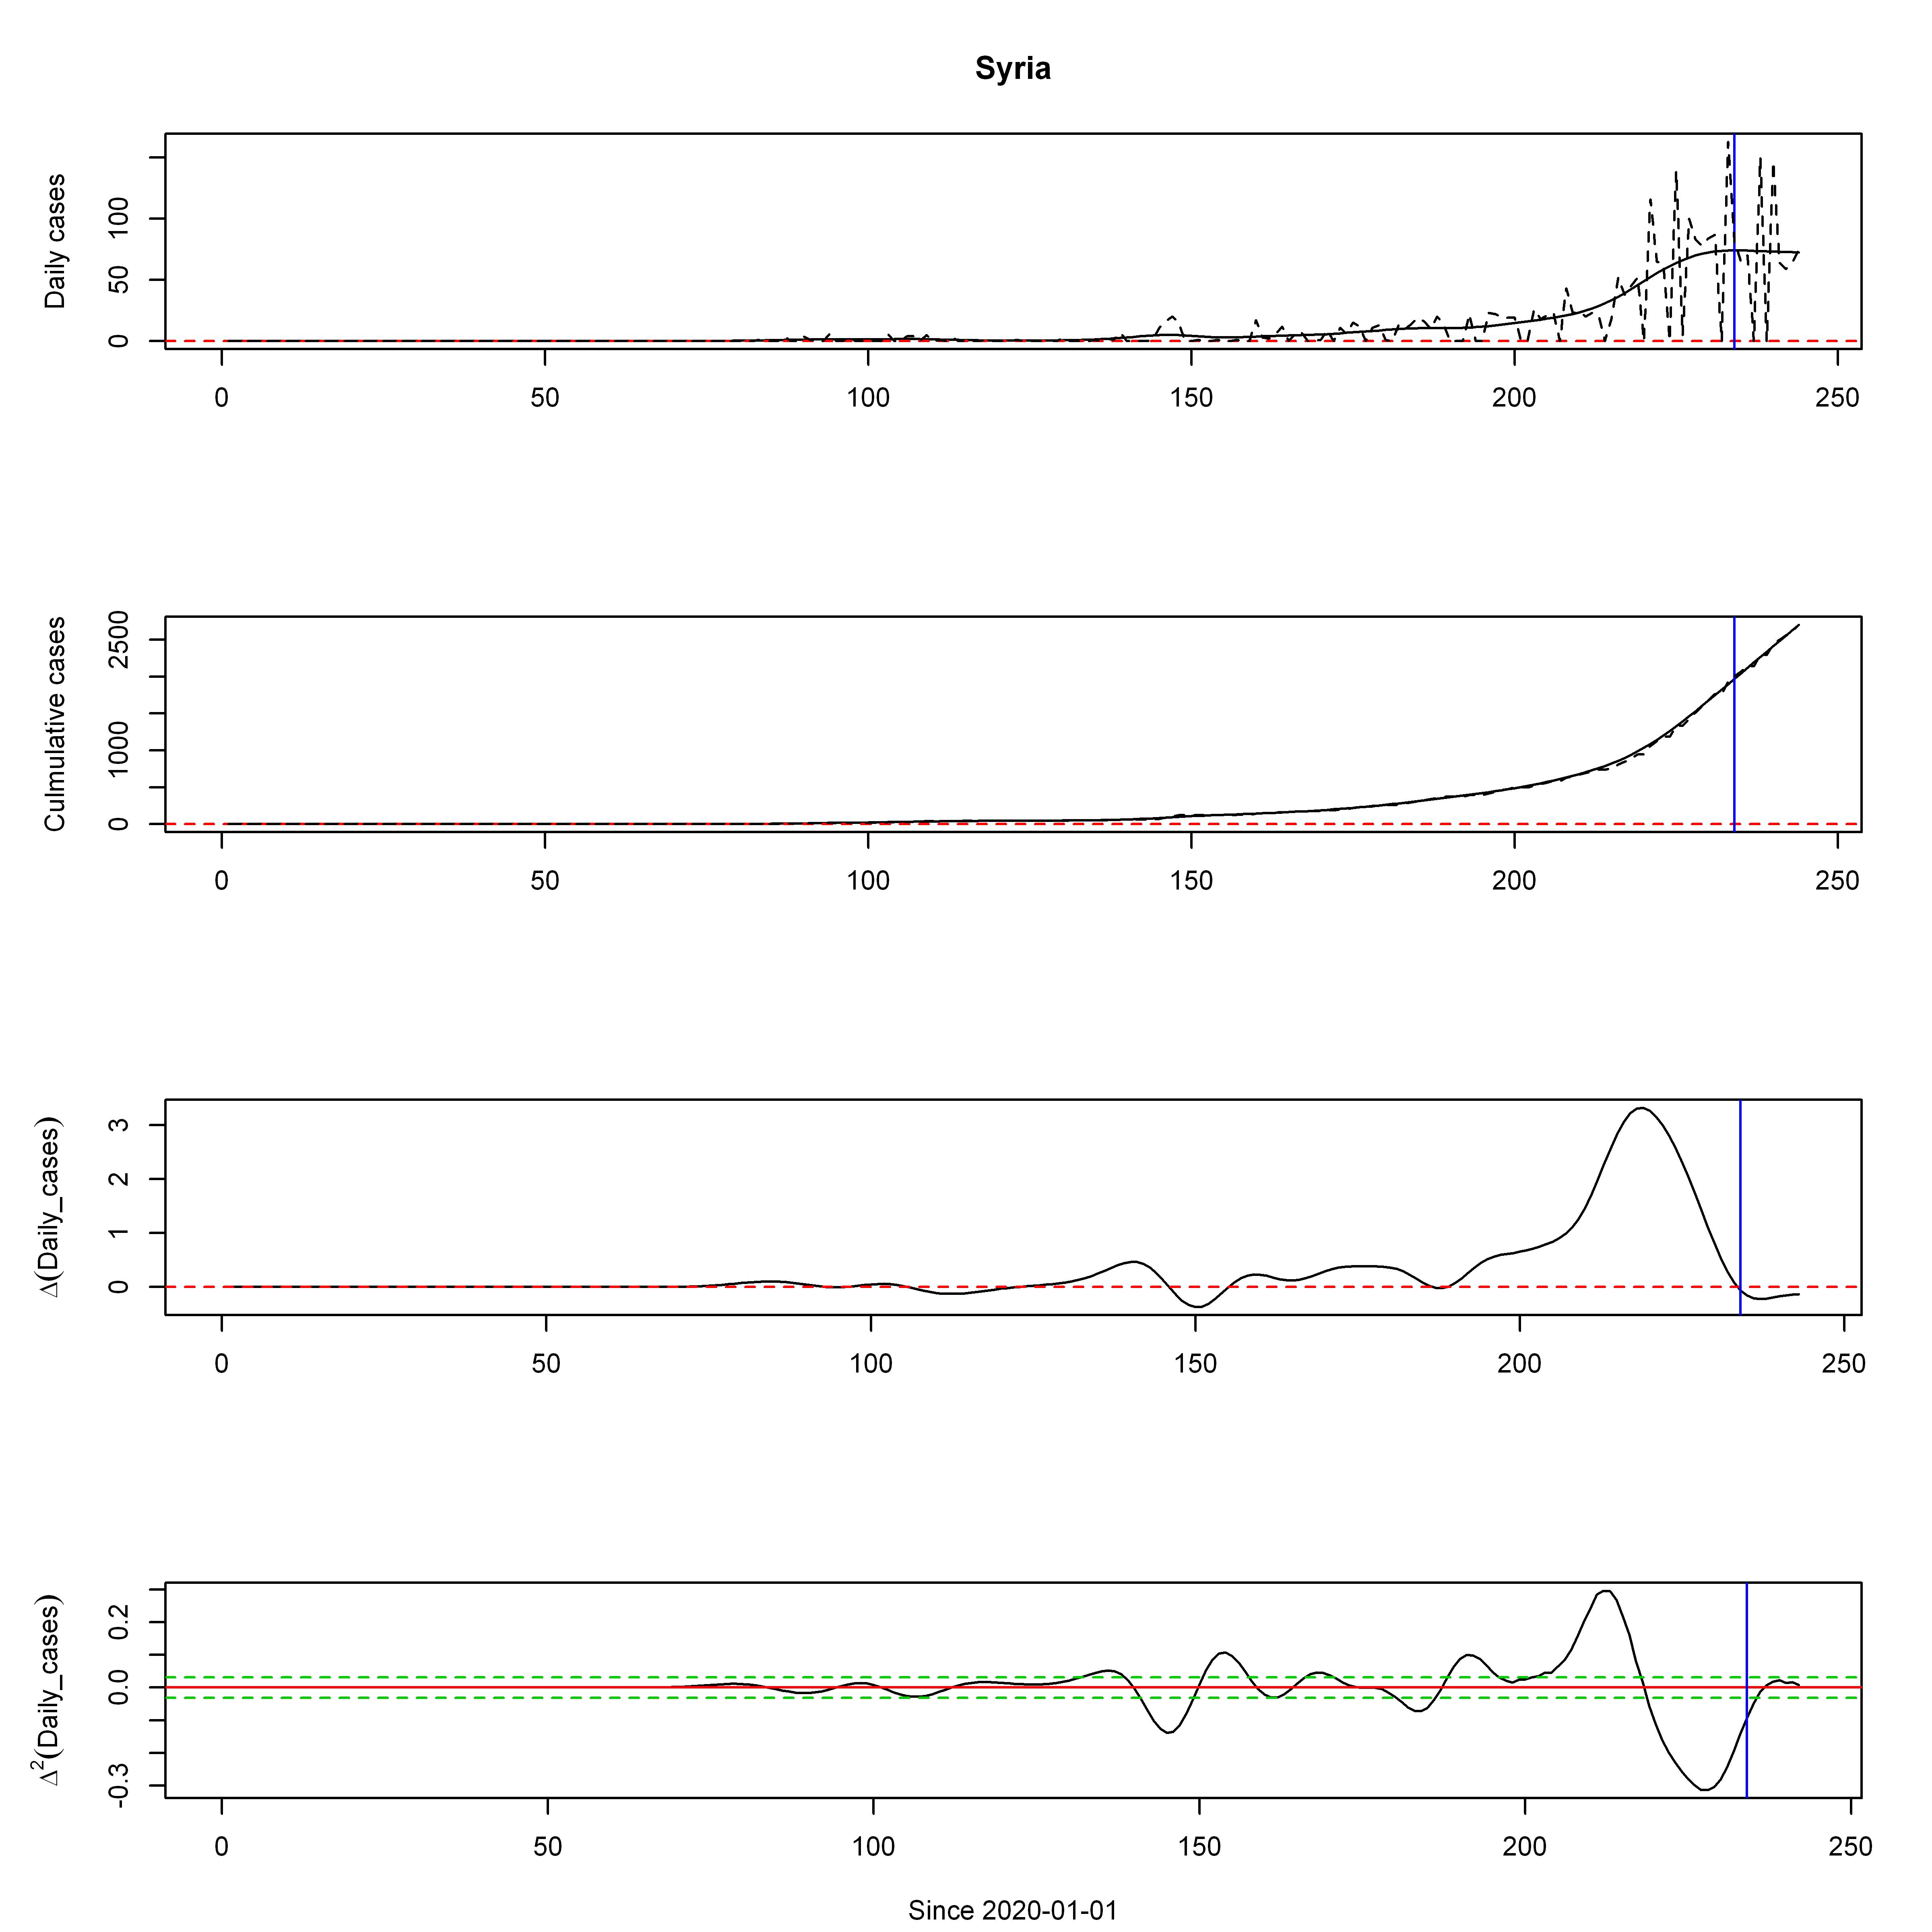 Syria
Daily cases
0 50 100
0 50 100 150 200 250
Culmulative cases
0 1000 2500
0 50 100 150 200 250
Δ(Daily_cases)
0 1 2 3
0 50 100 150 200 250
Δ²(Daily_cases)
-0.3 0.0 0.2
0 50 100 150 200 250
Since 2020-01-01